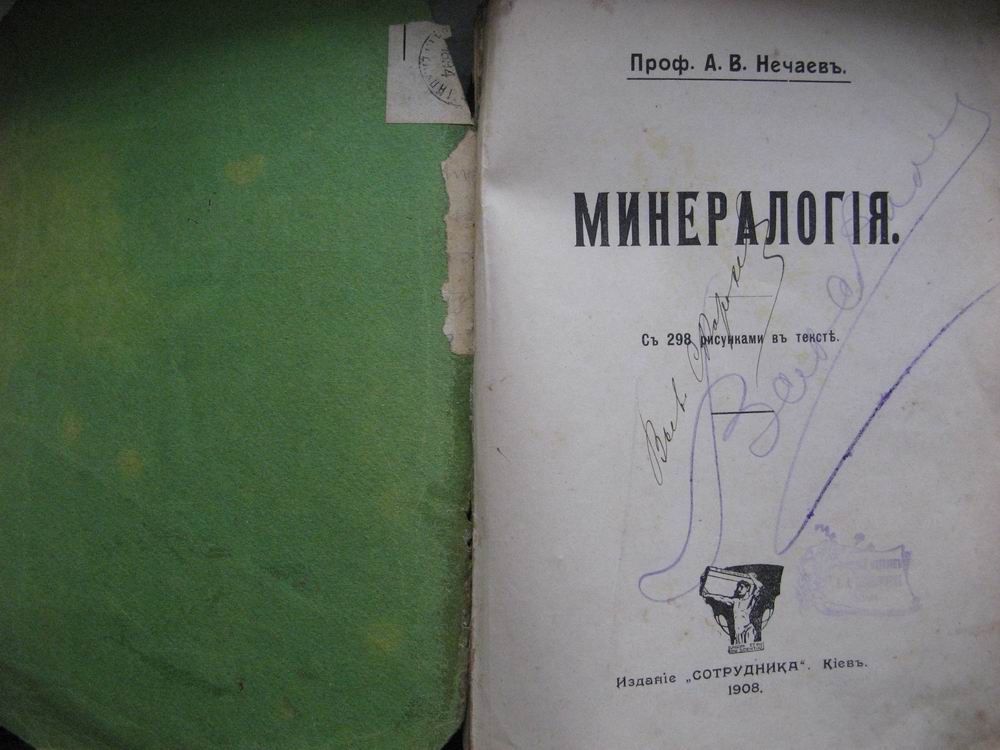 Проф. А. В. Нечаевъ.
МИНЕРАЛОГІЯ.
Съ 298 рисунками въ текстѣ.
Изданіе „СОТРУДНИКА“. Кіевъ.
1908.